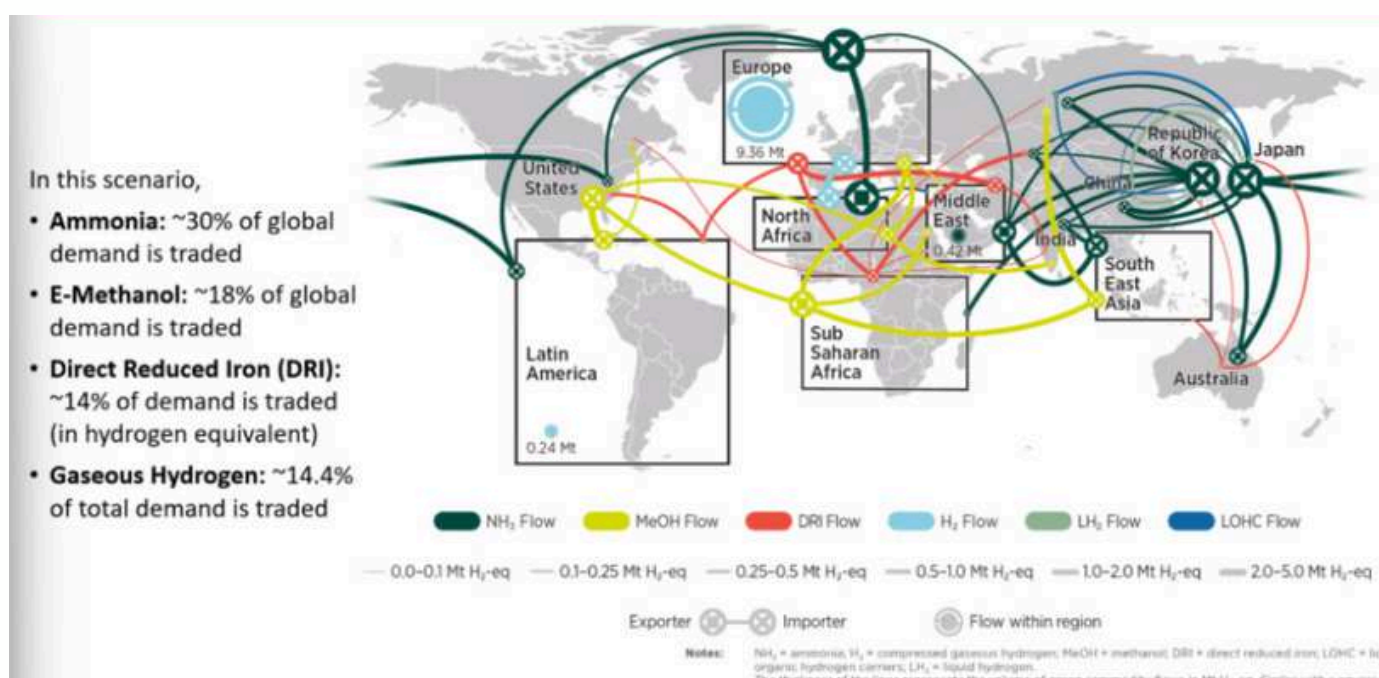 In this scenario,
• Ammonia: ~30% of global
demand is traded
• E-Methanol: ~18% of global
demand is traded
• Direct Reduced Iron (DRI):
~14% of demand is traded
(in hydrogen equivalent)
• Gaseous Hydrogen: ~14.4%
of total demand is traded
Europe
9.36 Mt
United
States
Republic
of Korea
Japan
China
North
Africa
Middle
East
0.42 Mt
India
South
East
Asia
Latin
America
0.24 Mt
Sub
Saharan
Africa
Australia
NH₃ Flow MeOH Flow DRI Flow H₂ Flow LH₂ Flow LOHC Flow
0.0–0.1 Mt H₂-eq 0.1–0.25 Mt H₂-eq 0.25–0.5 Mt H₂-eq 0.5–1.0 Mt H₂-eq 1.0–2.0 Mt H₂-eq 2.0–5.0 Mt H₂-eq
Exporter Importer Flow within region
Notes: NH₃ = ammonia; H₂ = compressed gaseous hydrogen; MeOH = methanol; DRI = direct reduced iron; LOHC =
organic hydrogen carriers; LH₂ = liquid hydrogen.